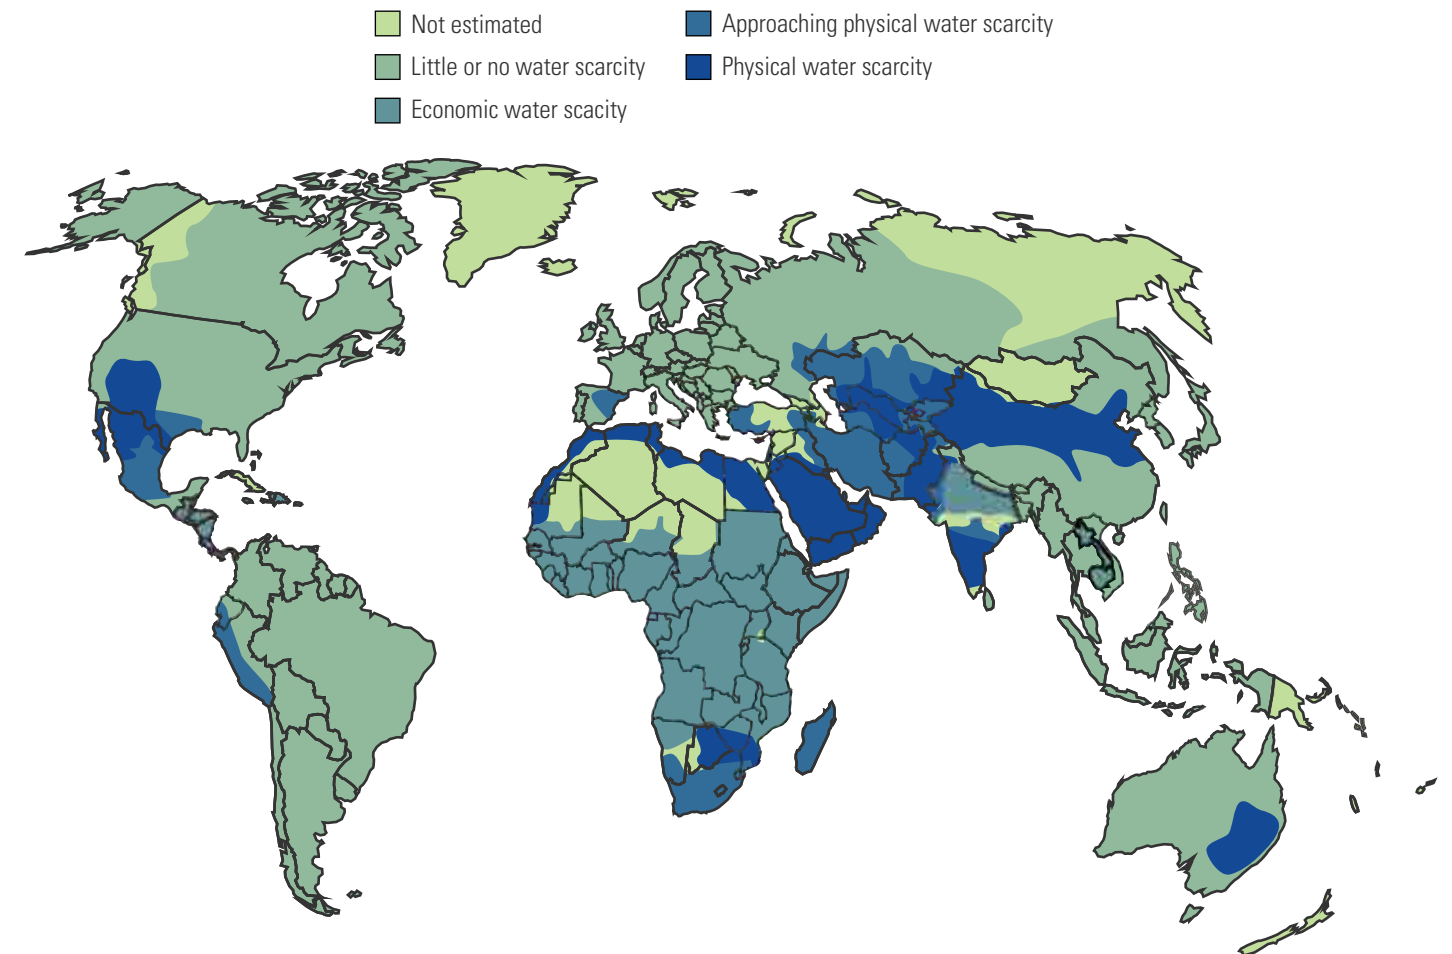 Not estimated
Little or no water scarcity
Economic water scacity
Approaching physical water scarcity
Physical water scarcity